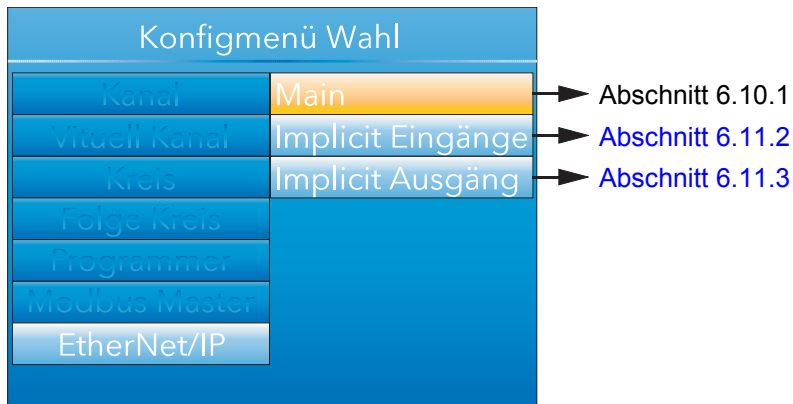 Konfigmenü Wahl
Kanal Main Abschnitt 6.10.1
Vituell Kanal Implicit Eingänge Abschnitt 6.11.2
Kreis Implicit Ausgäng Abschnitt 6.11.3
Folge Kreis
Programmer
Modbus Master
EtherNet/IP